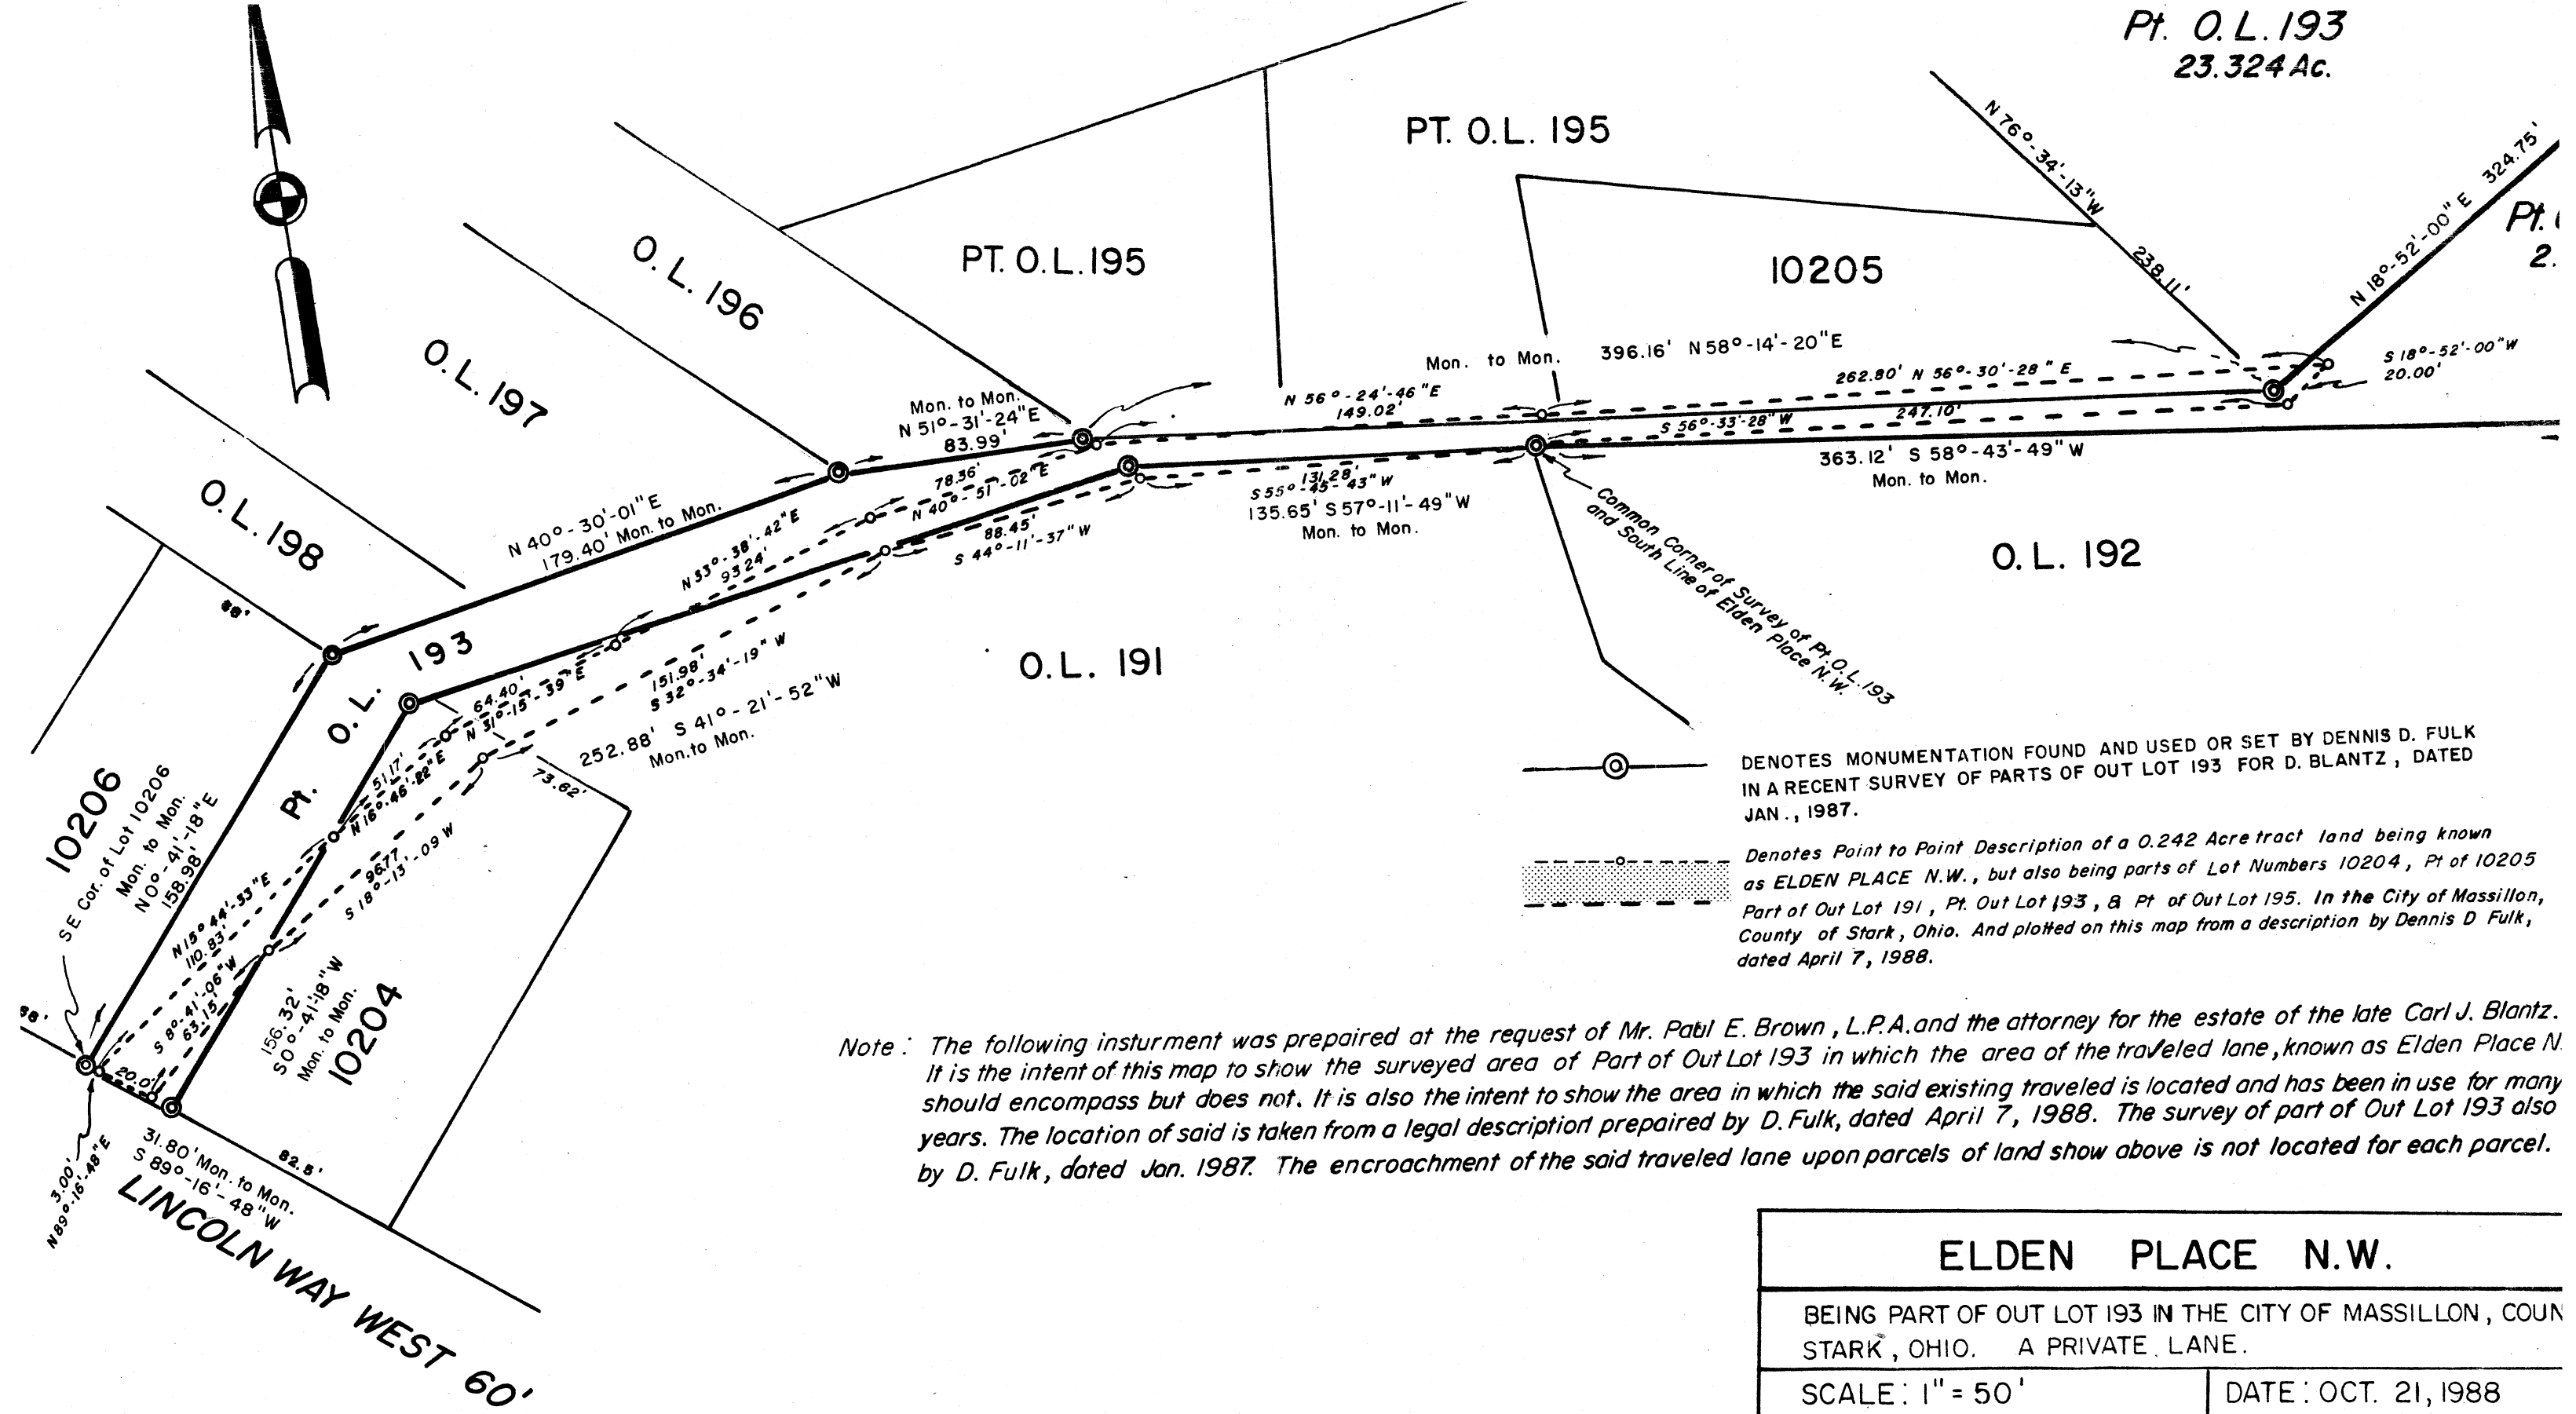 Pt. O.L. 193
23.324 Ac.
PT. O.L. 195
N 76°-34'-13"W
238.11'
N 18°-52'-00" E 324.75'
Pt.
2.
O.L. 196
PT. O.L. 195
10205
O.L. 197
Mon. to Mon. 396.16' N 58°-14'-20"E
S 18°-52'-00"W
20.00'
262.80' N 56°-30'-28" E
N 56°-24'-46"E
149.02'
Mon. to Mon.
N 51°-31'-24"E
83.99'
247.10'
S 56°-33'-28" W
363.12' S 58°-43'-49" W
Mon. to Mon.
78.36'
N 40°-51'-02"E
131.28'
S 55°-45'-43" W
135.65' S 57°-11'-49" W
Mon. to Mon.
O.L. 198
N 40°-30'-01"E
179.40' Mon. to Mon.
N 33°-38'-42"E
93.24'
88.45'
S 44°-11'-37" W
Common Corner of Survey of Pt. O.L. 193
and South Line of Elden Place N.W.
O.L. 192
66'
Pt. O.L. 193
64.40'
N 31°-15'-39"E
151.98'
S 32°-34'-19" W
O.L. 191
252.88' S 41°-21'-52"W
Mon. to Mon.
73.62'
51.17'
N 16°-46'-22"E
10206
SE Cor. of Lot 10206
Mon. to Mon.
N 0°-41'-18"E
158.98'
96.77
S 18°-13'-09 W
N 15°44'-33"E
110.83'
S 8°-41'-06"W
63.15'
156.32'
S 0°-41'-18"W
Mon. to Mon.
10204
66'
20.0'
3.00'
N 89°-16'-48"E
31.80' Mon. to Mon.
S 89°-16'-48"W
82.5'
LINCOLN WAY WEST 60'
DENOTES MONUMENTATION FOUND AND USED OR SET BY DENNIS D. FULK
IN A RECENT SURVEY OF PARTS OF OUT LOT 193 FOR D. BLANTZ, DATED
JAN., 1987.
Denotes Point to Point Description of a 0.242 Acre tract land being known
as ELDEN PLACE N.W., but also being parts of Lot Numbers 10204, Pt of 10205
Part of Out Lot 191, Pt. Out Lot 193, & Pt of Out Lot 195. In the City of Massillon,
County of Stark, Ohio. And plotted on this map from a description by Dennis D Fulk,
dated April 7, 1988.
Note: The following insturment was prepaired at the request of Mr. Paul E. Brown, L.P.A. and the attorney for the estate of the late Carl J. Blantz.
It is the intent of this map to show the surveyed area of Part of Out Lot 193 in which the area of the traveled lane, known as Elden Place N.
should encompass but does not. It is also the intent to show the area in which the said existing traveled is located and has been in use for many
years. The location of said is taken from a legal description prepaired by D. Fulk, dated April 7, 1988. The survey of part of Out Lot 193 also
by D. Fulk, dated Jan. 1987. The encroachment of the said traveled lane upon parcels of land show above is not located for each parcel.
ELDEN PLACE N.W.
BEING PART OF OUT LOT 193 IN THE CITY OF MASSILLON, COUN
STARK, OHIO. A PRIVATE LANE.
SCALE: 1" = 50'
DATE: OCT. 21, 1988